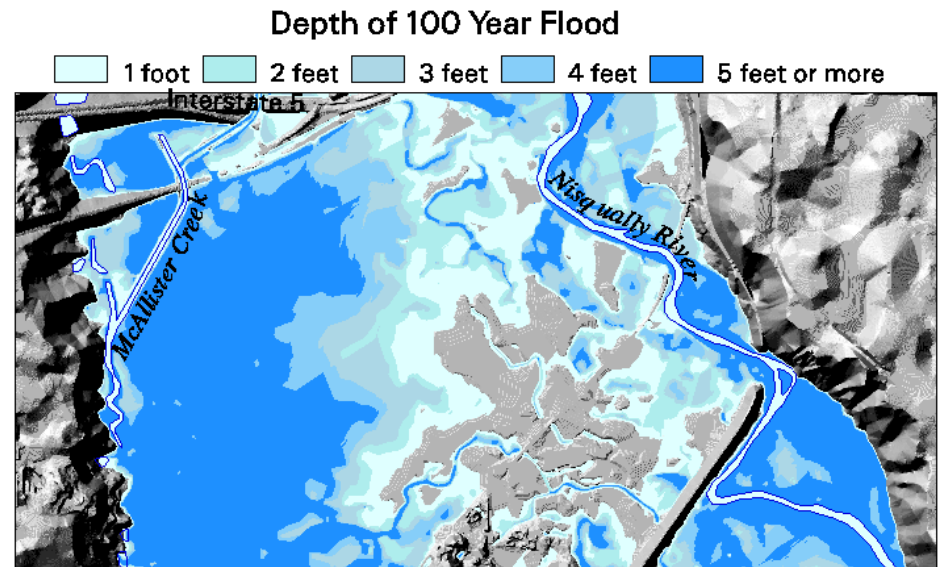 Depth of 100 Year Flood
1 foot 2 feet 3 feet 4 feet 5 feet or more
Interstate 5
McAllister Creek
Nisqually River